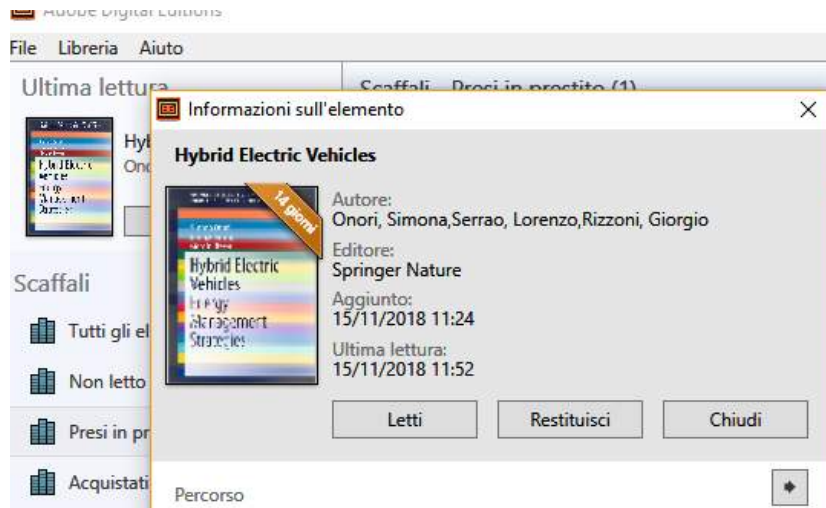 Adobe Digital Editions
File Libreria Aiuto
Ultima lettura
Scaffali Presi in prestito (1)
Hyl
Ono
Scaffali
Tutti gli el
Non letto
Presi in pr
Acquistati
Informazioni sull'elemento
Hybrid Electric Vehicles
14 giorni
Hybrid Electric
Vehicles
Energy
Management
Strategies
Autore:
Onori, Simona,Serrao, Lorenzo,Rizzoni, Giorgio
Editore:
Springer Nature
Aggiunto:
15/11/2018 11:24
Ultima lettura:
15/11/2018 11:52
Letti
Restituisci
Chiudi
Percorso